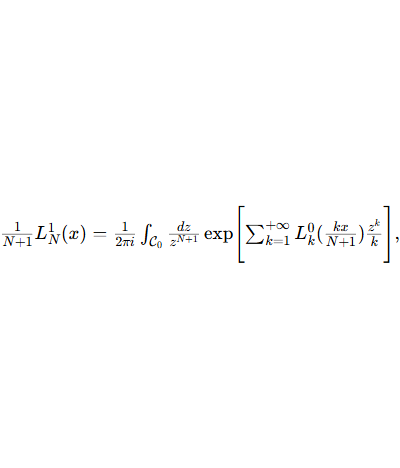 \frac{1}{N+1} L_N^1(x) = \frac{1}{2\pi i} \int_{\mathcal{C}_0} \frac{dz}{z^{N+1}} \exp\left[ \sum_{k=1}^{+\infty} L_k^0(\frac{kx}{N+1}) \frac{z^k}{k} \right],